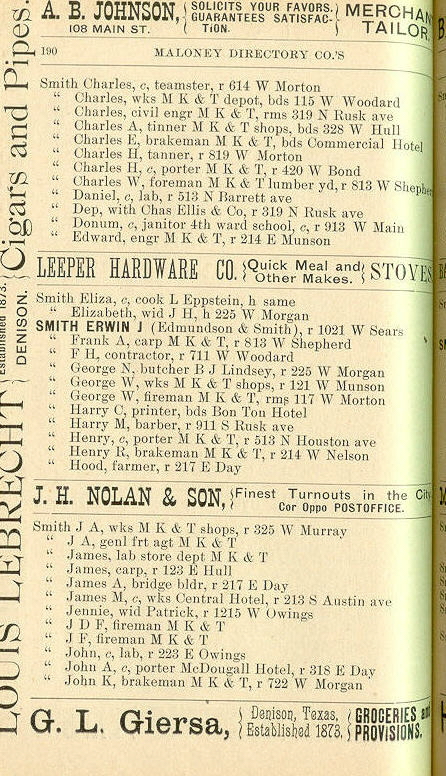 A. B. JOHNSON, SOLICITS YOUR FAVORS. GUARANTEES SATISFACTION. MERCHAN
108 MAIN ST. TAILOR
190 MALONEY DIRECTORY CO.'S
Smith Charles, c, teamster, r 614 W Morton
“ Charles, wks M K & T depot, bds 115 W Woodard
“ Charles, civil engr M K & T, rms 319 N Rusk ave
“ Charles A, tinner M K & T shops, bds 328 W Hull
“ Charles E, brakeman M K & T, bds Commercial Hotel
“ Charles H, tanner, r 819 W Morton
“ Charles H, c, porter M K & T, r 420 W Bond
“ Charles W, foreman M K & T lumber yd, r 813 W Shepher
“ Daniel, c, lab, r 513 N Barrett ave
“ Dep, with Chas Ellis & Co, r 319 N Rusk ave
“ Donum, c, janitor 4th ward school, c, r 913 W Main
“ Edward, engr M K & T, r 214 E Munson
LEEPER HARDWARE CO. Quick Meal and Other Makes. STOVES
Smith Eliza, c, cook L Eppstein, h same
“ Elizabeth, wid J H, h 225 W Morgan
SMITH ERWIN J (Edmundson & Smith), r 1021 W Sears
“ Frank A, carp M K & T, r 813 W Shepherd
“ F H, contractor, r 711 W Woodard
“ George N, butcher B J Lindsey, r 225 W Morgan
“ George W, wks M K & T shops, r 121 W Munson
“ George W, fireman M K & T, rms 117 W Morton
“ Harry C, printer, bds Bon Ton Hotel
“ Harry M, barber, r 911 S Rusk ave
“ Henry, c, porter M K & T, r 513 N Houston ave
“ Henry R, brakeman M K & T, r 214 W Nelson
“ Hood, farmer, r 217 E Day
J. H. NOLAN & SON, Finest Turnouts in the City
Cor Oppo POSTOFFICE.
Smith J A, wks M K & T shops, r 325 W Murray
“ J A, genl frt agt M K & T
“ James, lab store dept M K & T
“ James, carp, r 123 E Hull
“ James A, bridge bldr, r 217 E Day
“ James M, c, wks Central Hotel, r 213 S Austin ave
“ Jennie, wid Patrick, r 1215 W Owings
“ J D F, fireman M K & T
“ J F, fireman M K & T
“ John, c, lab, r 223 E Owings
“ John A, c, porter McDougall Hotel, r 318 E Day
“ John K, brakeman M K & T, r 722 W Morgan
G. L. Giersa, Denison, Texas, Established 1873, GROCERIES and PROVISIONS.
LOUIS LEBRECHT Established 1873. DENISON. Cigars and Pipes.